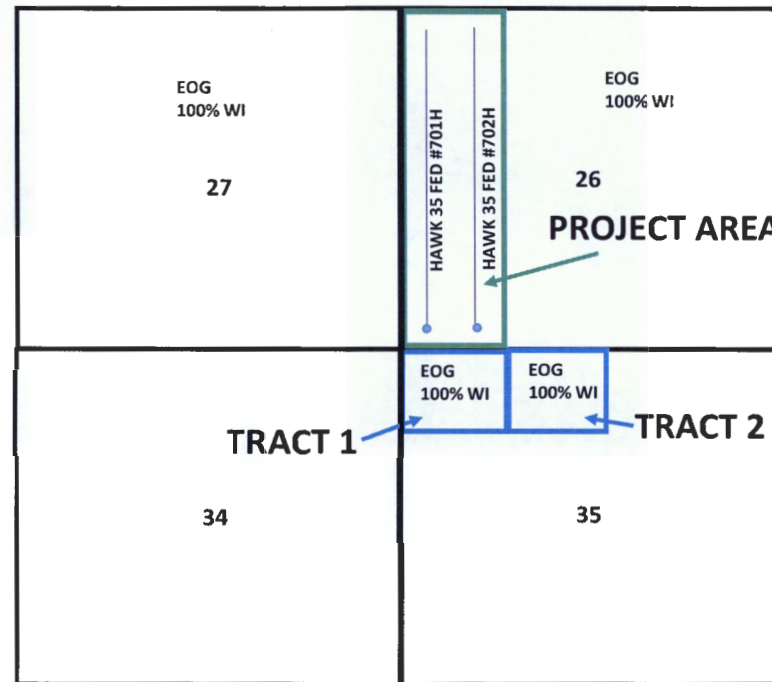 EOG
100% WI
27
HAWK 35 FED #701H
HAWK 35 FED #702H
EOG
100% WI
26
PROJECT AREA
EOG
100% WI
EOG
100% WI
TRACT 1
TRACT 2
34
35